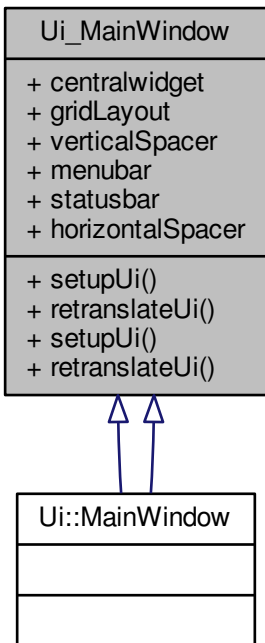 Ui_MainWindow
+ centralwidget
+ gridLayout
+ verticalSpacer
+ menubar
+ statusbar
+ horizontalSpacer
+ setupUi()
+ retranslateUi()
+ setupUi()
+ retranslateUi()
Ui::MainWindow